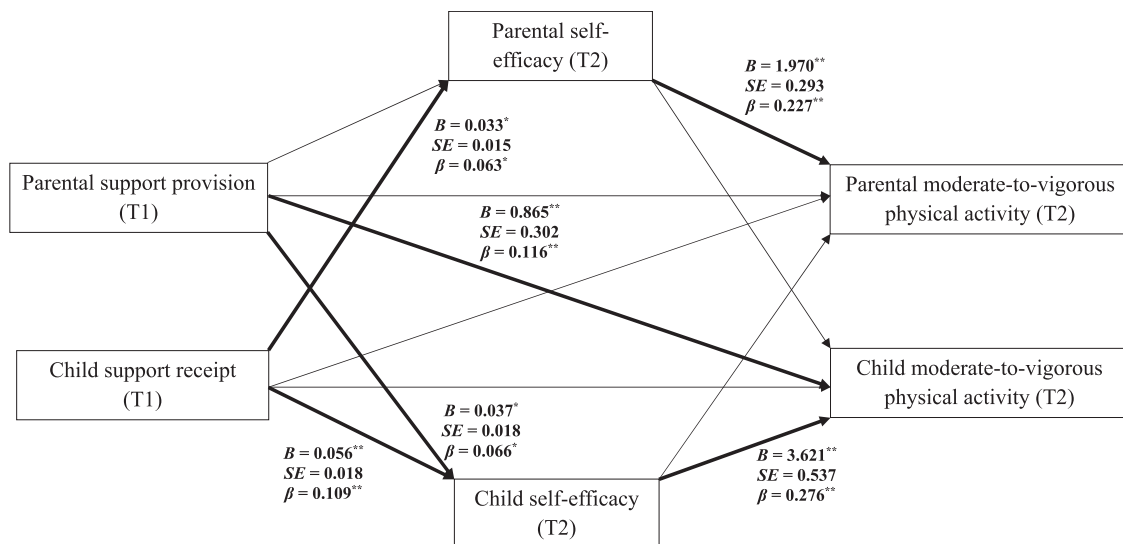 Parental self-
efficacy (T2)
B = 1.970**
SE = 0.293
β = 0.227**
B = 0.033*
SE = 0.015
β = 0.063*
Parental support provision
(T1)
Parental moderate-to-vigorous
physical activity (T2)
B = 0.865**
SE = 0.302
β = 0.116**
Child support receipt
(T1)
Child moderate-to-vigorous
physical activity (T2)
B = 0.037*
SE = 0.018
β = 0.066*
B = 0.056**
SE = 0.018
β = 0.109**
B = 3.621**
SE = 0.537
β = 0.276**
Child self-efficacy
(T2)